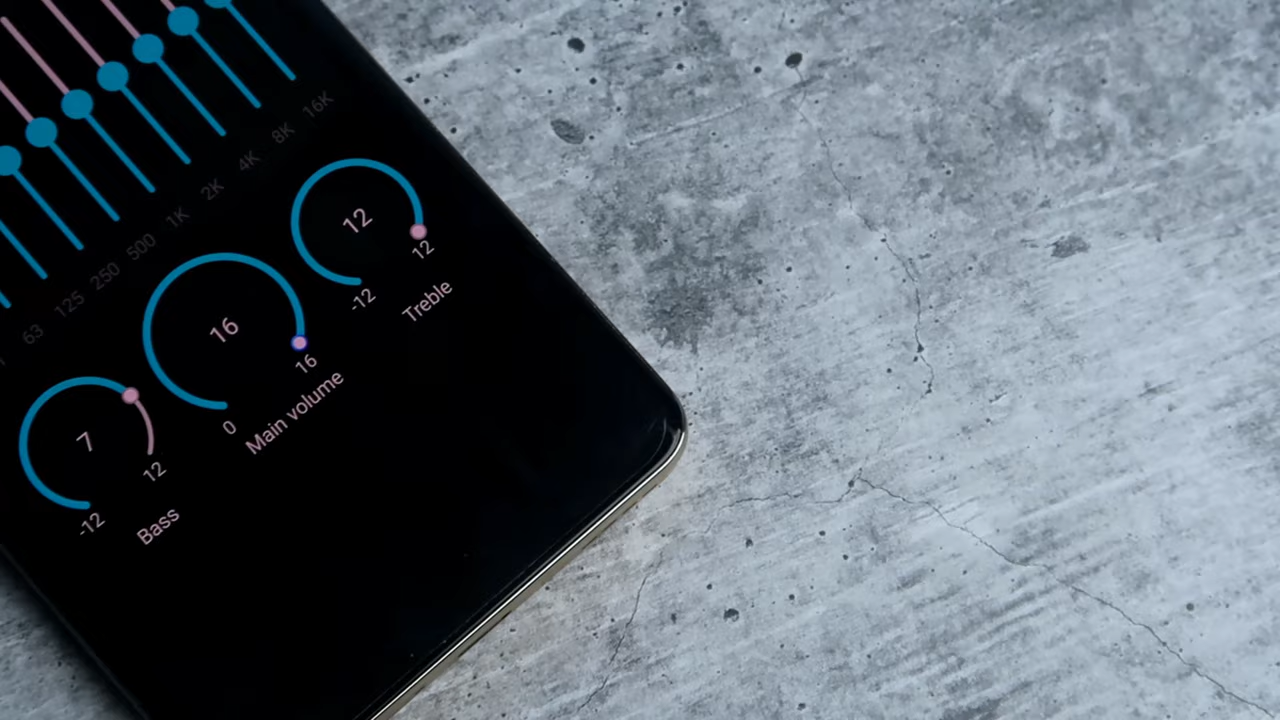 63 125 250 500 1K 2K 4K 8K 16K
7
-12 12
Bass
16
0 16
Main volume
12
-12 12
Treble